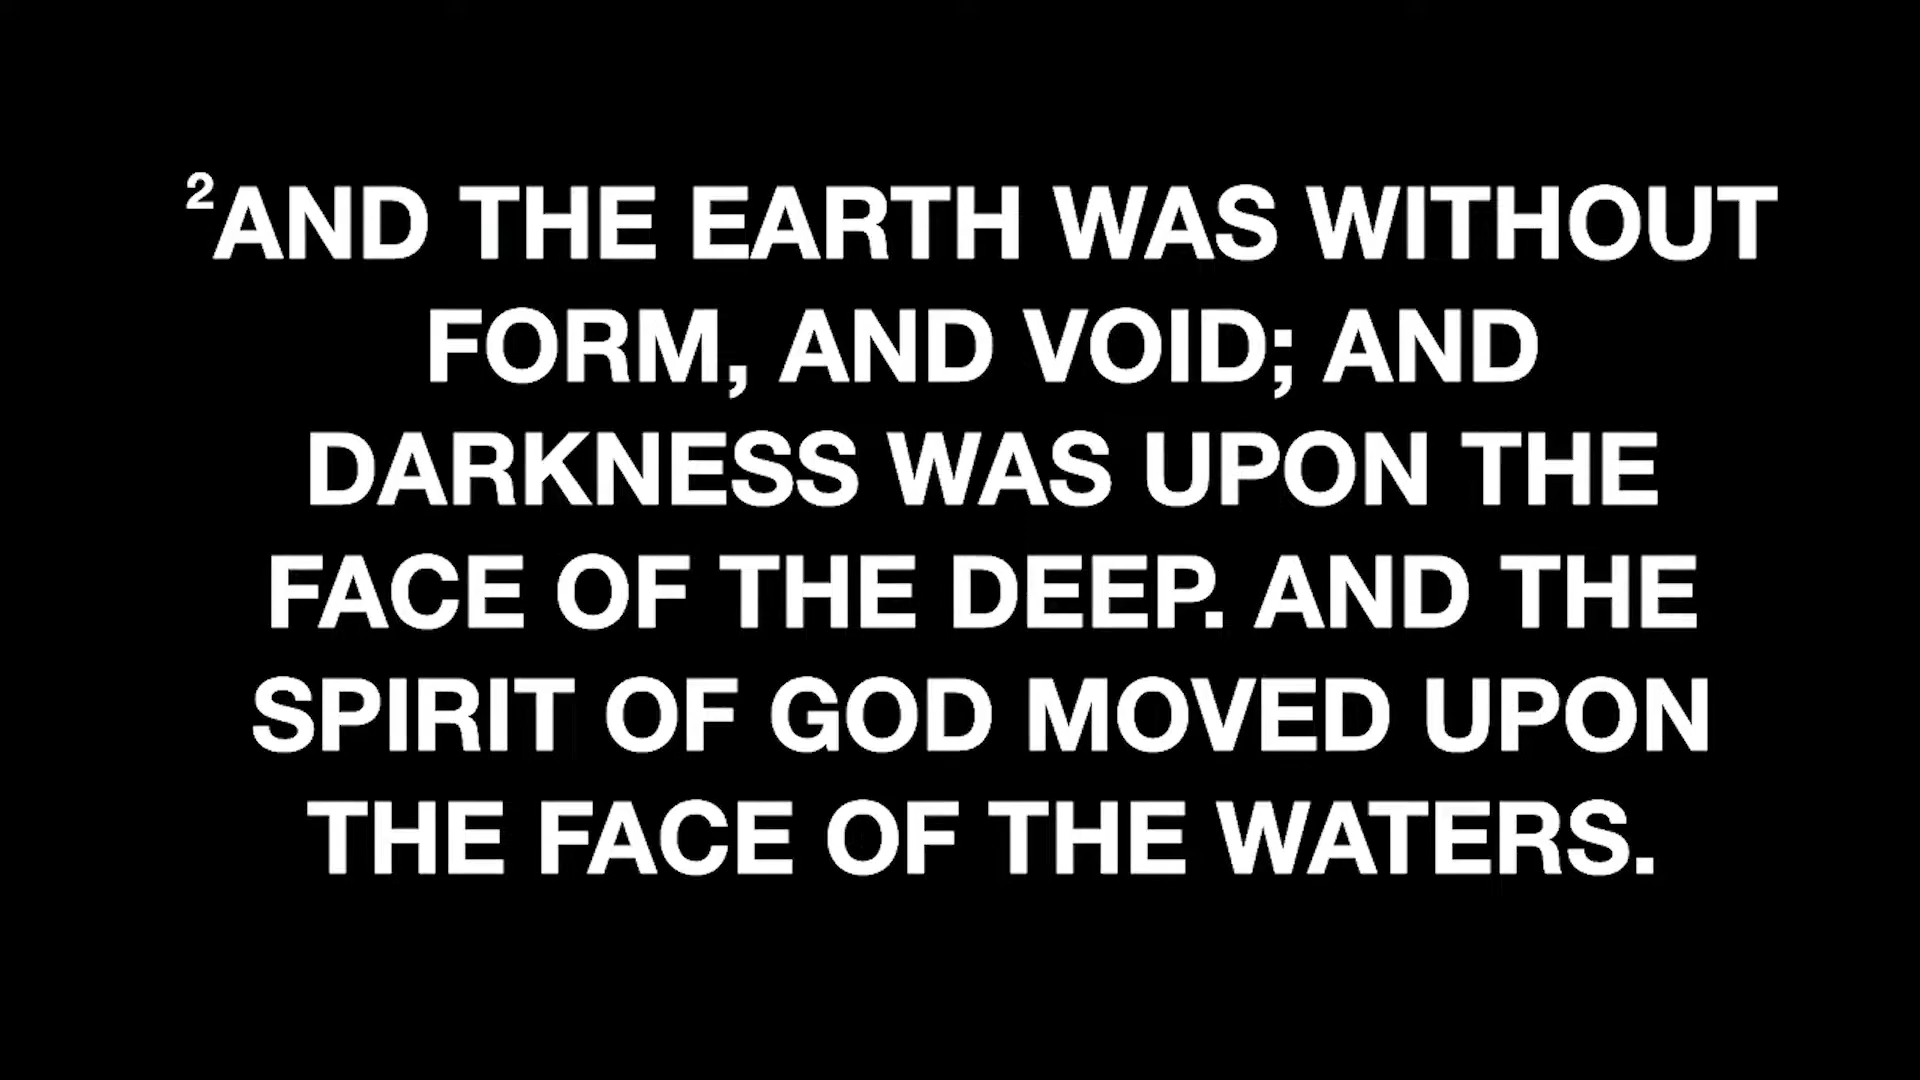 ²AND THE EARTH WAS WITHOUT
FORM, AND VOID; AND
DARKNESS WAS UPON THE
FACE OF THE DEEP. AND THE
SPIRIT OF GOD MOVED UPON
THE FACE OF THE WATERS.